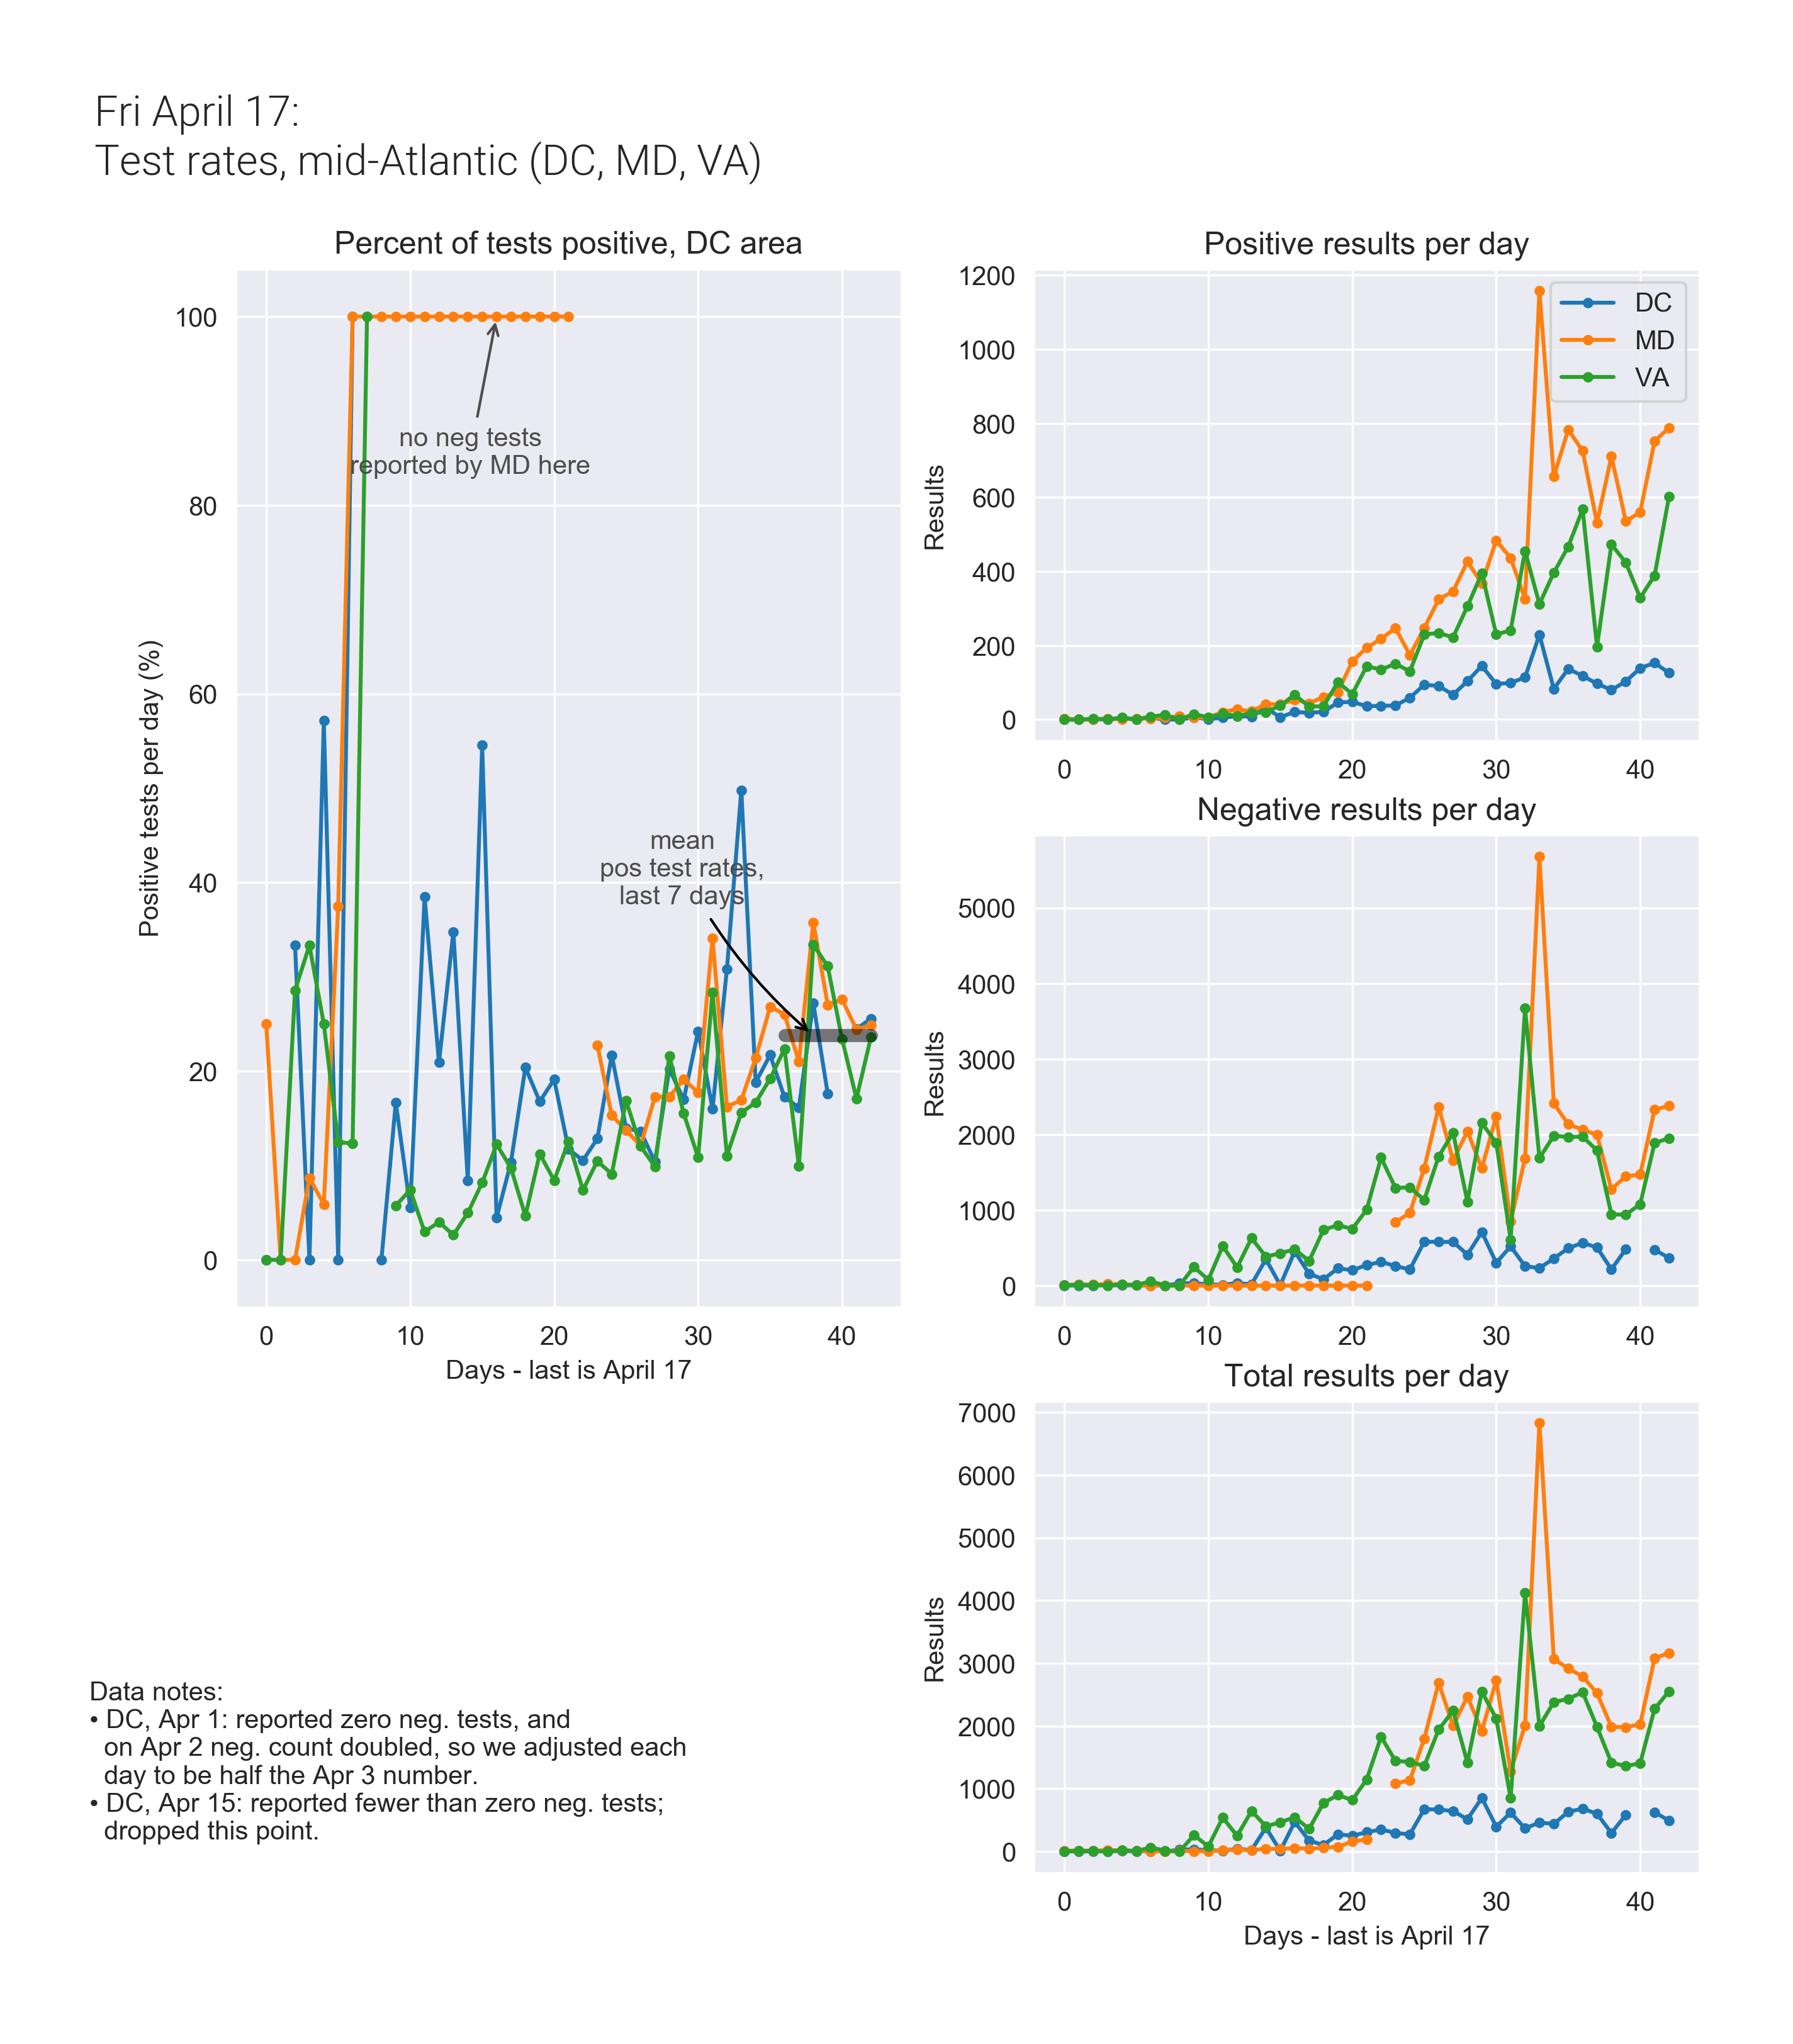 Fri April 17:
Test rates, mid-Atlantic (DC, MD, VA)
Percent of tests positive, DC area
100
80
60
40
20
0
Positive tests per day (%)
no neg tests
reported by MD here
mean
pos test rates,
last 7 days
0 10 20 30 40
Days - last is April 17
Positive results per day
1200
1000
800
600
400
200
0
Results
DC
MD
VA
0 10 20 30 40
Negative results per day
5000
4000
3000
2000
1000
0
Results
0 10 20 30 40
Total results per day
7000
6000
5000
4000
3000
2000
1000
0
Results
0 10 20 30 40
Days - last is April 17
Data notes:
• DC, Apr 1: reported zero neg. tests, and
on Apr 2 neg. count doubled, so we adjusted each
day to be half the Apr 3 number.
• DC, Apr 15: reported fewer than zero neg. tests;
dropped this point.